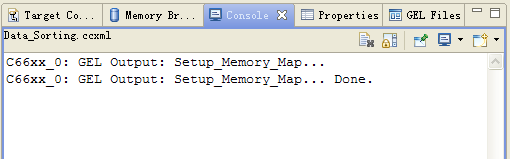 Target Co...
Memory Br...
Console
Properties
GEL Files
Data_Sorting.ccxml
C66xx_0: GEL Output: Setup_Memory_Map...
C66xx_0: GEL Output: Setup_Memory_Map... Done.